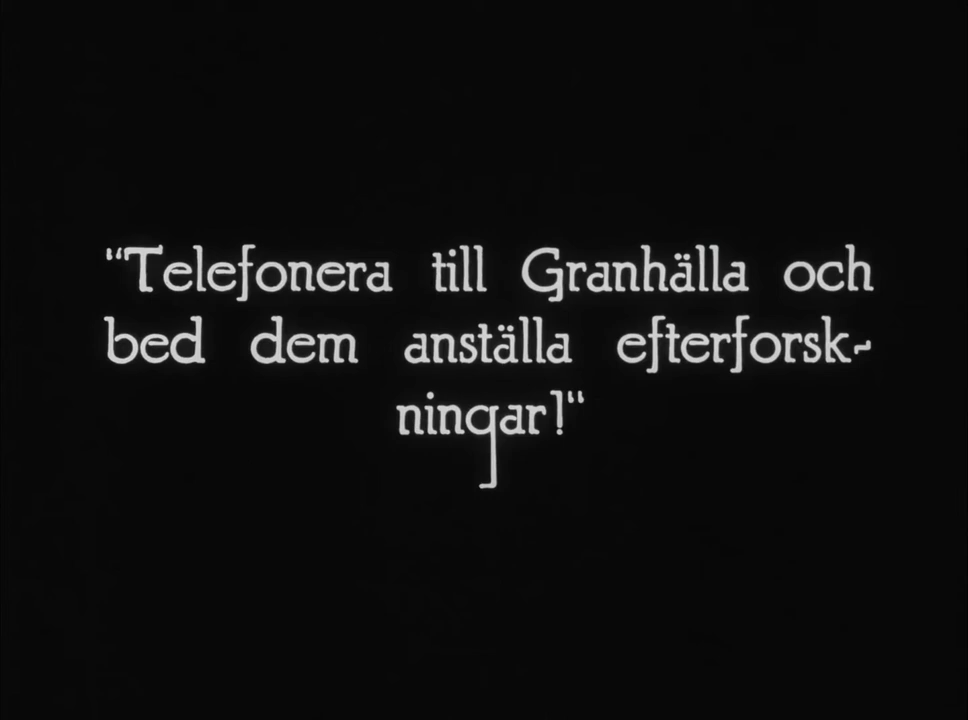 “Telefonera till Granhälla och
bed dem anställa efterforsk-
ningar!“